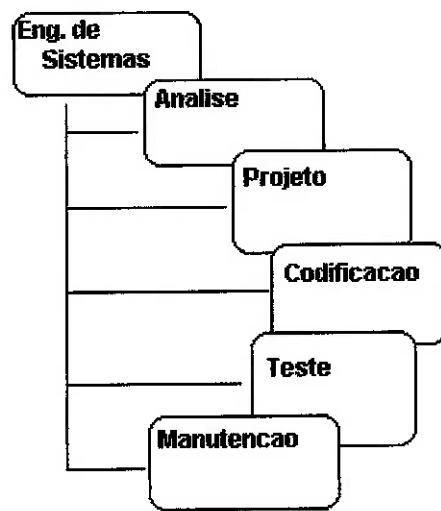 Eng. de
Sistemas
Analise
Projeto
Codificacao
Teste
Manutencao